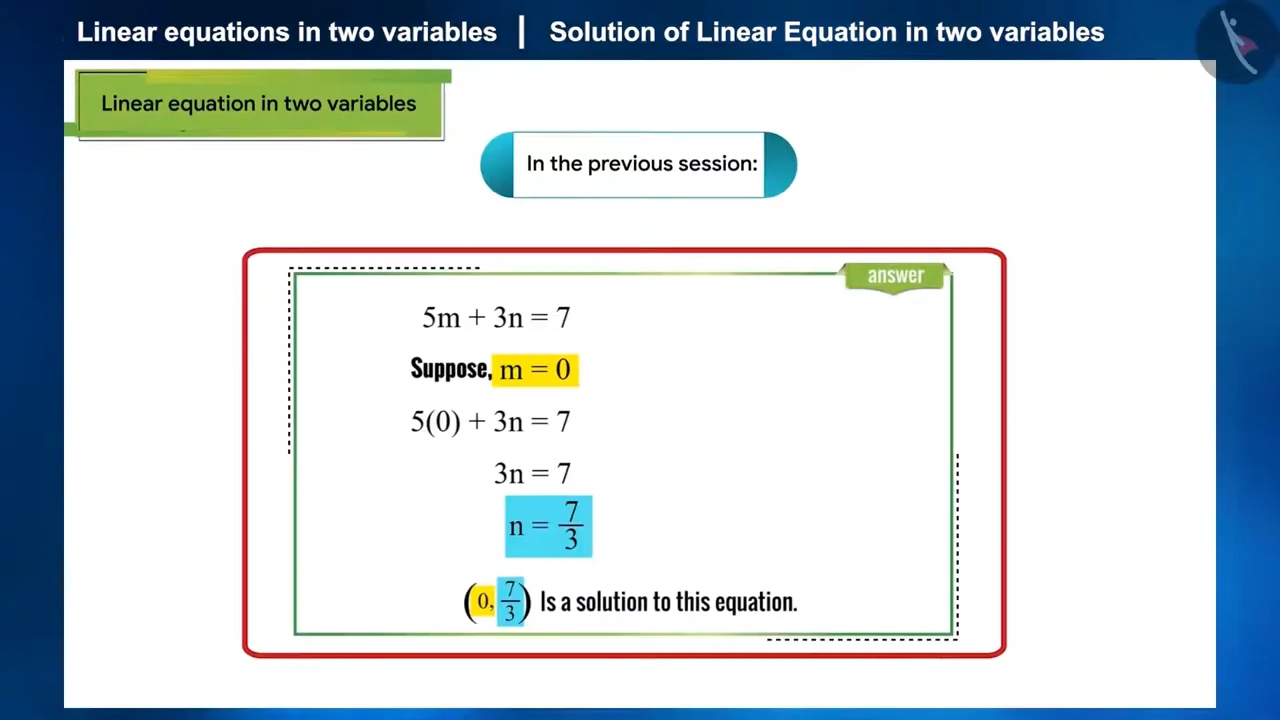 Linear equations in two variables | Solution of Linear Equation in two variables
Linear equation in two variables
In the previous session:
answer
5m + 3n = 7
Suppose, m = 0
5(0) + 3n = 7
3n = 7
n = 7/3
(0, 7/3) Is a solution to this equation.